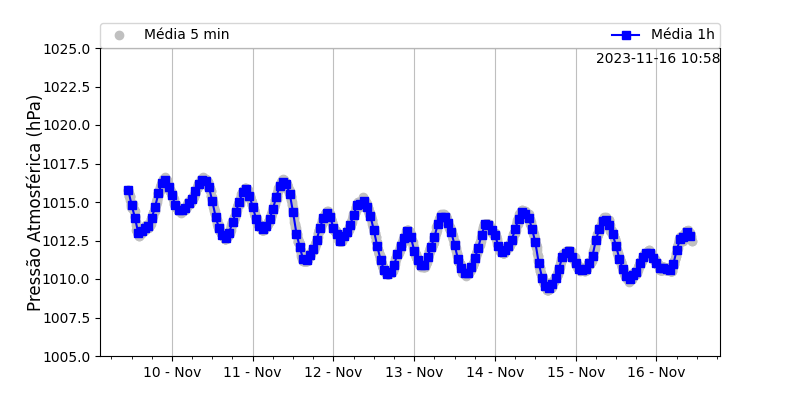 Média 5 min
Média 1h
2023-11-16 10:58
Pressão Atmosférica (hPa)
1025.0
1022.5
1020.0
1017.5
1015.0
1012.5
1010.0
1007.5
1005.0
10 - Nov
11 - Nov
12 - Nov
13 - Nov
14 - Nov
15 - Nov
16 - Nov